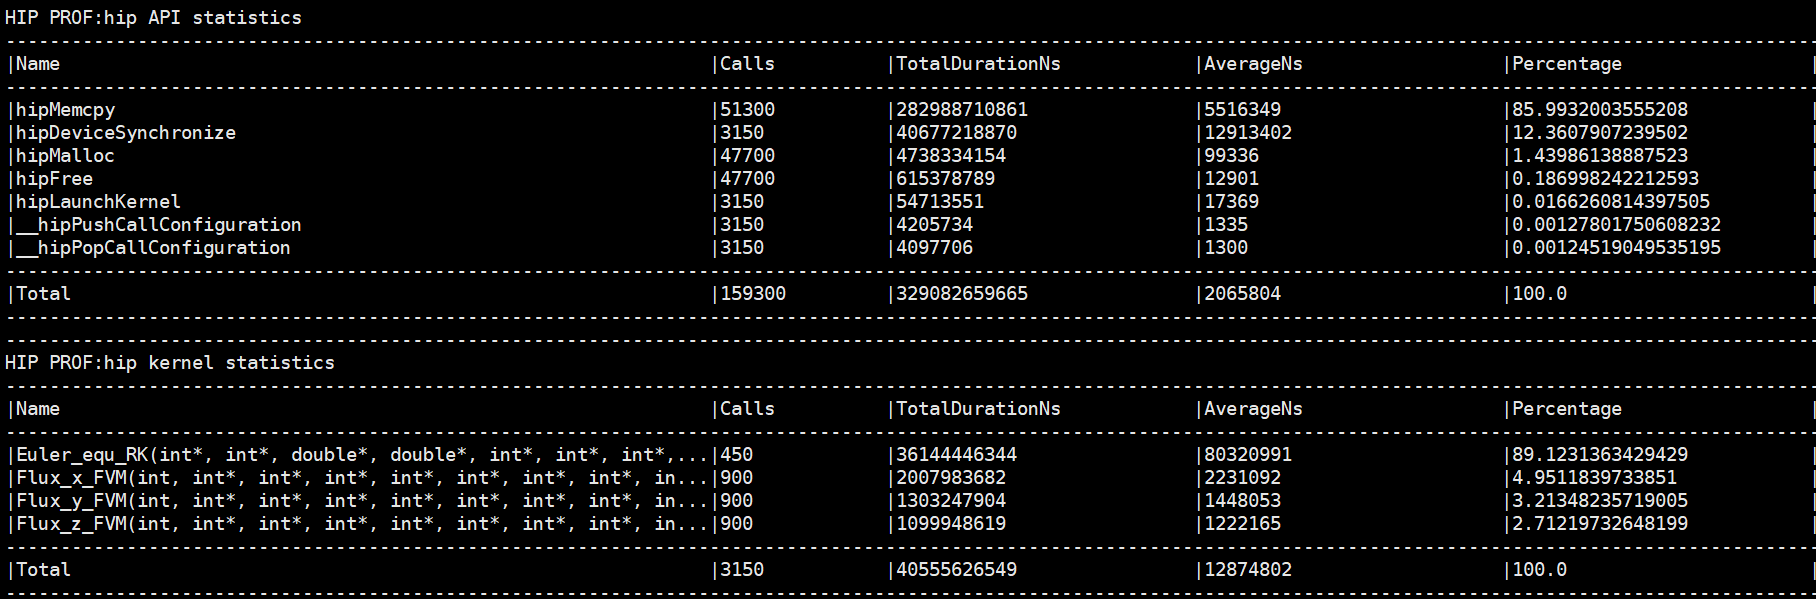 HIP PROF:hip API statistics
|Name |Calls |TotalDurationNs |AverageNs |Percentage |
|hipMemcpy |51300 |282988710861 |5516349 |85.9932003555208
|hipDeviceSynchronize |3150 |40677218870 |12913402 |12.3607907239502
|hipMalloc |47700 |4738334154 |99336 |1.43986138887523
|hipFree |47700 |615378789 |12901 |0.186998242212593
|hipLaunchKernel |3150 |54713551 |17369 |0.0166260814397505
|__hipPushCallConfiguration |3150 |4205734 |1335 |0.00127801750608232
|__hipPopCallConfiguration |3150 |4097706 |1300 |0.00124519049535195
|Total |159300 |329082659665 |2065804 |100.0 |
HIP PROF:hip kernel statistics
|Name |Calls |TotalDurationNs |AverageNs |Percentage |
|Euler_equ_RK(int*, int*, double*, double*, int*, int*, int*,...|450 |36144446344 |80320991 |89.1231363429429
|Flux_x_FVM(int, int*, int*, int*, int*, int*, int*, int*, in...|900 |2007983682 |2231092 |4.9511839733851
|Flux_y_FVM(int, int*, int*, int*, int*, int*, int*, int*, in...|900 |1303247904 |1448053 |3.21348235719005
|Flux_z_FVM(int, int*, int*, int*, int*, int*, int*, int*, in...|900 |1099948619 |1222165 |2.71219732648199
|Total |3150 |40555626549 |12874802 |100.0 |